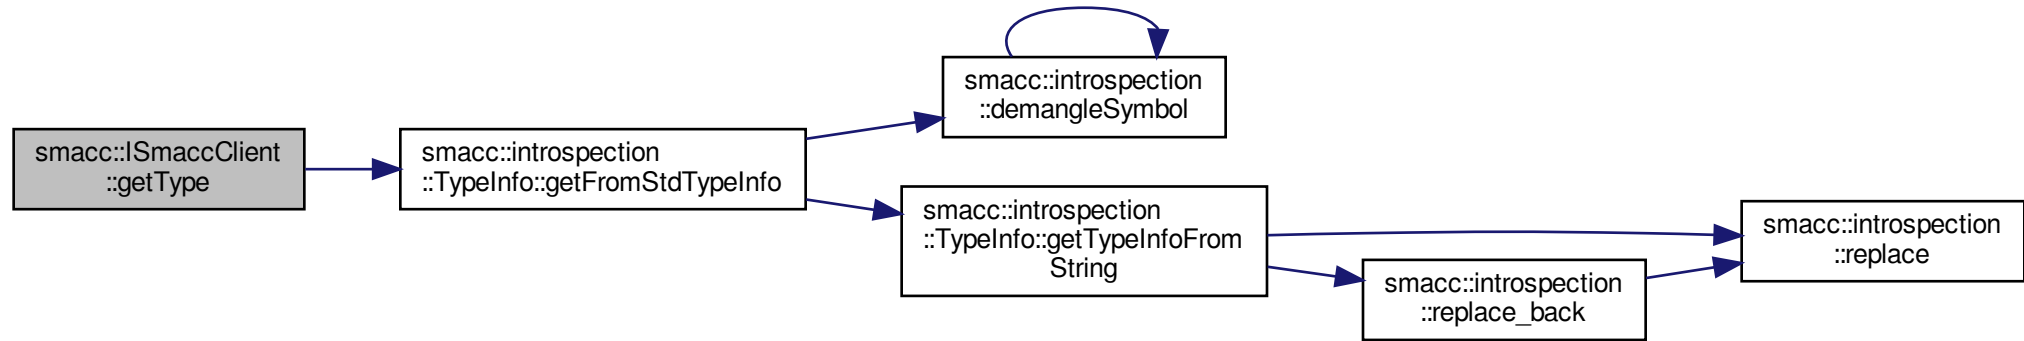 smacc::ISmaccClient
::getType
smacc::introspection
::TypeInfo::getFromStdTypeInfo
smacc::introspection
::demangleSymbol
smacc::introspection
::TypeInfo::getTypeInfoFrom
String
smacc::introspection
::replace_back
smacc::introspection
::replace